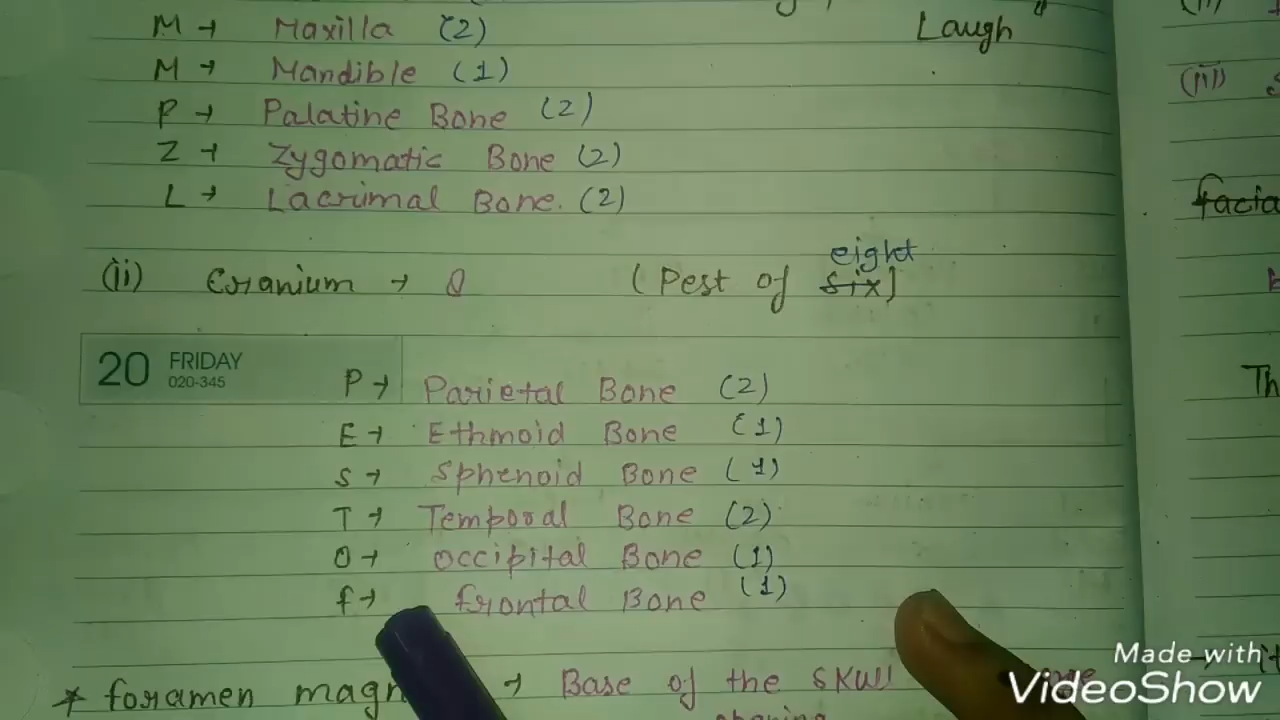 Laugh"
M → Maxilla (2)
M → Mandible (1)
P → Palatine Bone (2)
Z → Zygomatic Bone (2)
L → Lacrimal Bone. (2)
(ii) Cranium → 8 (Pest of six eight]
20 FRIDAY
020-345
P → Parietal Bone (2)
E → Ethmoid Bone (1)
S → Sphenoid Bone (1)
T → Temporal Bone (2)
O → Occipital Bone (1)
f → frontal Bone (1)
* foramen magn → Base of the Skull
(ii)
(iii)
facia
Th
Made with
VideoShow